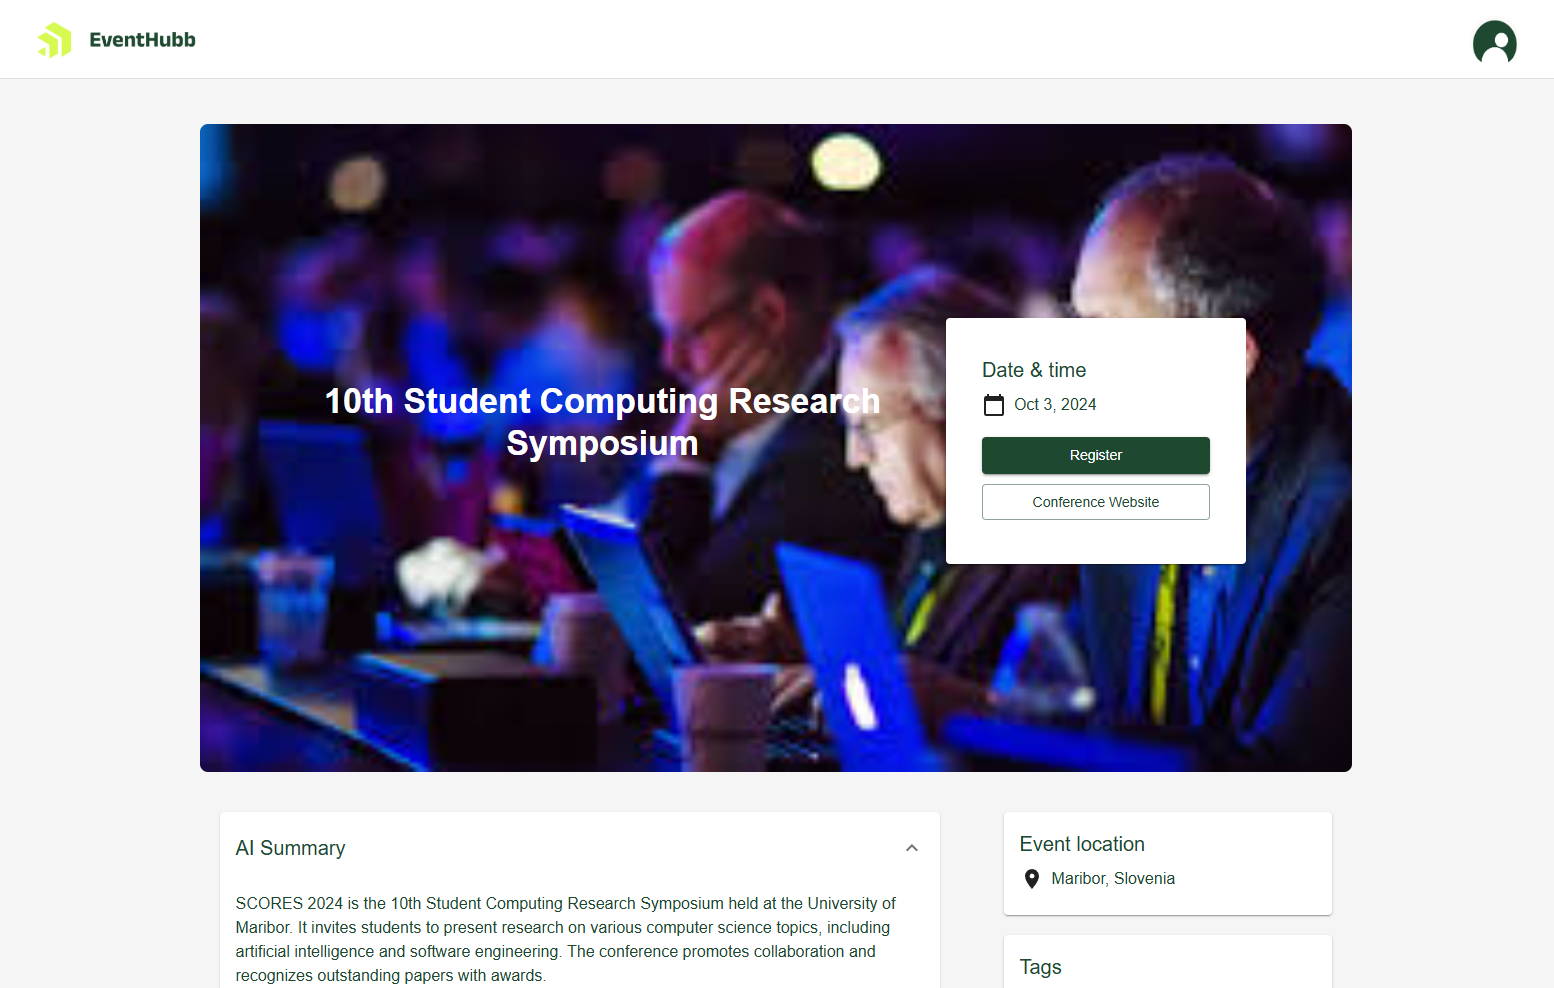 EventHubb
10th Student Computing Research
Symposium
Date & time
Oct 3, 2024
Register
Conference Website
AI Summary
SCORES 2024 is the 10th Student Computing Research Symposium held at the University of
Maribor. It invites students to present research on various computer science topics, including
artificial intelligence and software engineering. The conference promotes collaboration and
recognizes outstanding papers with awards.
Event location
Maribor, Slovenia
Tags